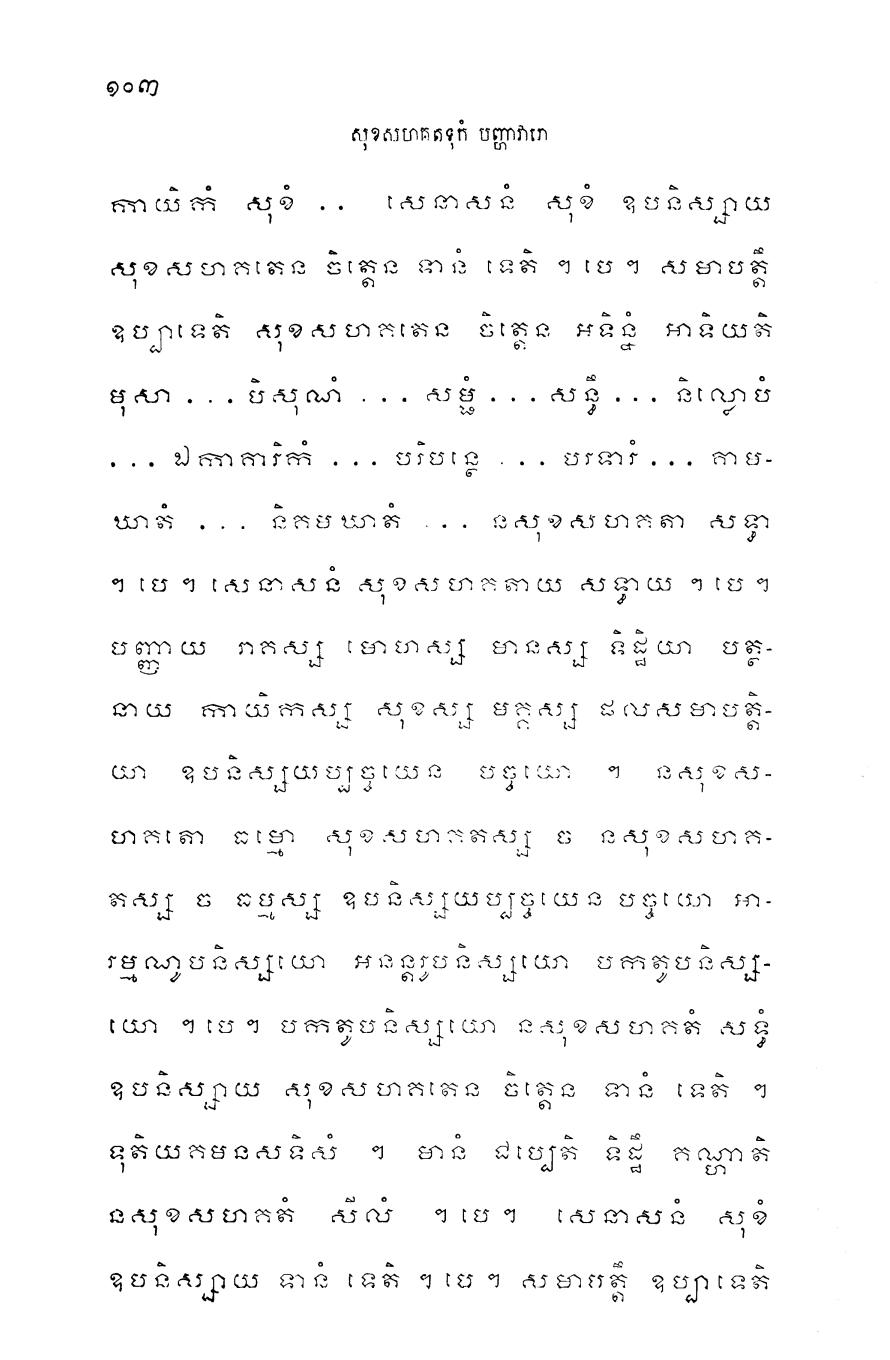 ១០៣
សុខសហគតទុកំ បញ្ហាវារោ
កាយិកំ សុខំ .. សេនាសនំ សុខំ ឧបនិស្សាយ
សុខសហគតេន ចិត្តេន ទានំ ទេតិ ។ បេ ។ សមាបត្តឹ
ឧប្បាទេតិ សុខសហគតេន ចិត្តេន អទិន្នំ អាទិយតិ
មុសា ... បិសុណំ ... សម្ផំ ... សន្ធឹ ... និល្លោបំ
... ឯកាគារិកំ ... បរិបន្ថេ ... បរទារំ ... គាម-
ឃាតំ ... និគមឃាតំ ... នសុខសហគតា សទ្ធា
។ បេ ។ សេនាសនំ សុខសហគតាយ សទ្ធាយ ។ បេ ។
បញ្ញាយ រាគស្ស មោហស្ស មានស្ស ទិដ្ឋិយា បត្ថ-
នាយ កាយិកស្ស សុខស្ស មគ្គស្ស ផលសមាបត្តិ-
យា ឧបនិស្សយប្បច្ចយេន បច្ចយោ ។ នសុខស-
ហគតោ ធម្មោ សុខសហគតស្ស ច នសុខសហគ-
តស្ស ច ធម្មស្ស ឧបនិស្សយប្បច្ចយេន បច្ចយោ អា-
រម្មណូបនិស្សយោ អនន្តរូបនិស្សយោ បកតូបនិស្ស-
យោ ។ បេ ។ បកតូបនិស្សយោ នសុខសហគតំ សទ្ធំ
ឧបនិស្សាយ សុខសហគតេន ចិត្តេន ទានំ ទេតិ ។
ទុតិយគមនសទិសំ ។ មានំ ជប្បេតិ ទិដ្ឋឹ គណ្ហាតិ
នសុខសហគតំ សីលំ ។ បេ ។ សេនាសនំ សុខំ
ឧបនិស្សាយ ទានំ ទេតិ ។ បេ ។ សមាបត្តឹ ឧប្បាទេតិ